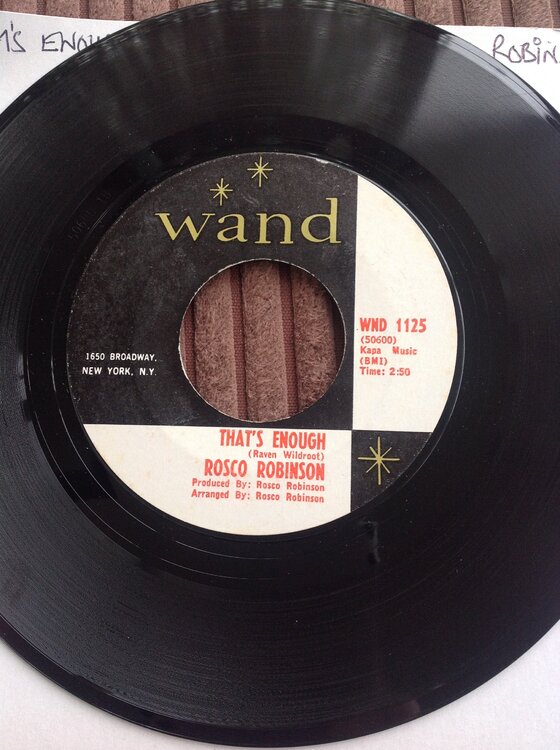 M'S ENOU
ROBIN
wand
WND 1125
(50600)
Kapa Music
(BMI)
Time: 2:50
1650 BROADWAY,
NEW YORK, N.Y.
THAT'S ENOUGH
(Raven Wildroot)
ROSCO ROBINSON
Produced By: Rosco Robinson
Arranged By: Rosco Robinson